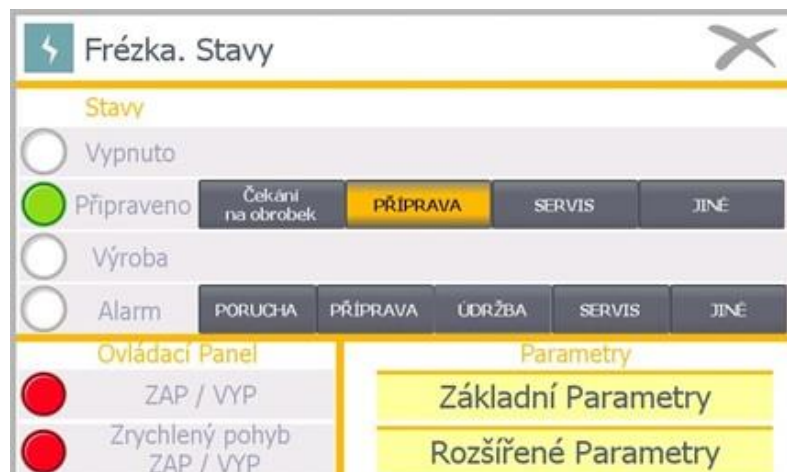 Frézka. Stavy
Stavy
Vypnuto
Připraveno
Čekání
na obrobek
PŘÍPRAVA
SERVIS
JINÉ
Výroba
Alarm
PORUCHA
PŘÍPRAVA
ÚDRŽBA
SERVIS
JINÉ
Ovládací Panel
ZAP / VYP
Zrychlený pohyb
ZAP / VYP
Parametry
Základní Parametry
Rozšířené Parametry